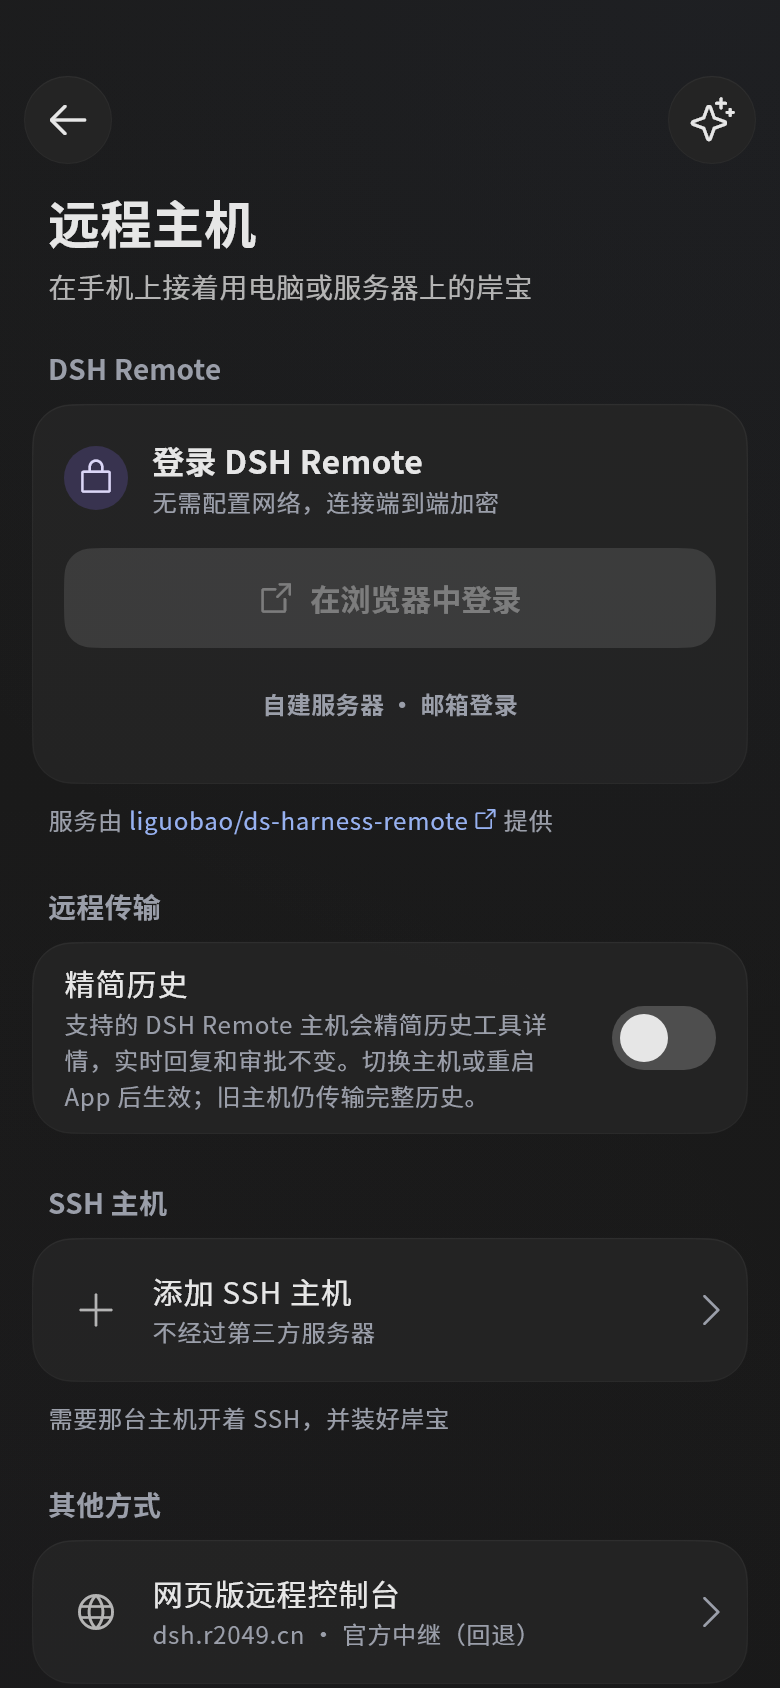 远程主机
在手机上接着用电脑或服务器上的岸宝
DSH Remote
登录 DSH Remote
无需配置网络，连接端到端加密
在浏览器中登录
自建服务器 · 邮箱登录
服务由 liguobao/ds-harness-remote 提供
远程传输
精简历史
支持的 DSH Remote 主机会精简历史工具详
情，实时回复和审批不变。切换主机或重启
App 后生效；旧主机仍传输完整历史。
SSH 主机
添加 SSH 主机
不经过第三方服务器
需要那台主机开着 SSH，并装好岸宝
其他方式
网页版远程控制台
dsh.r2049.cn · 官方中继（回退）